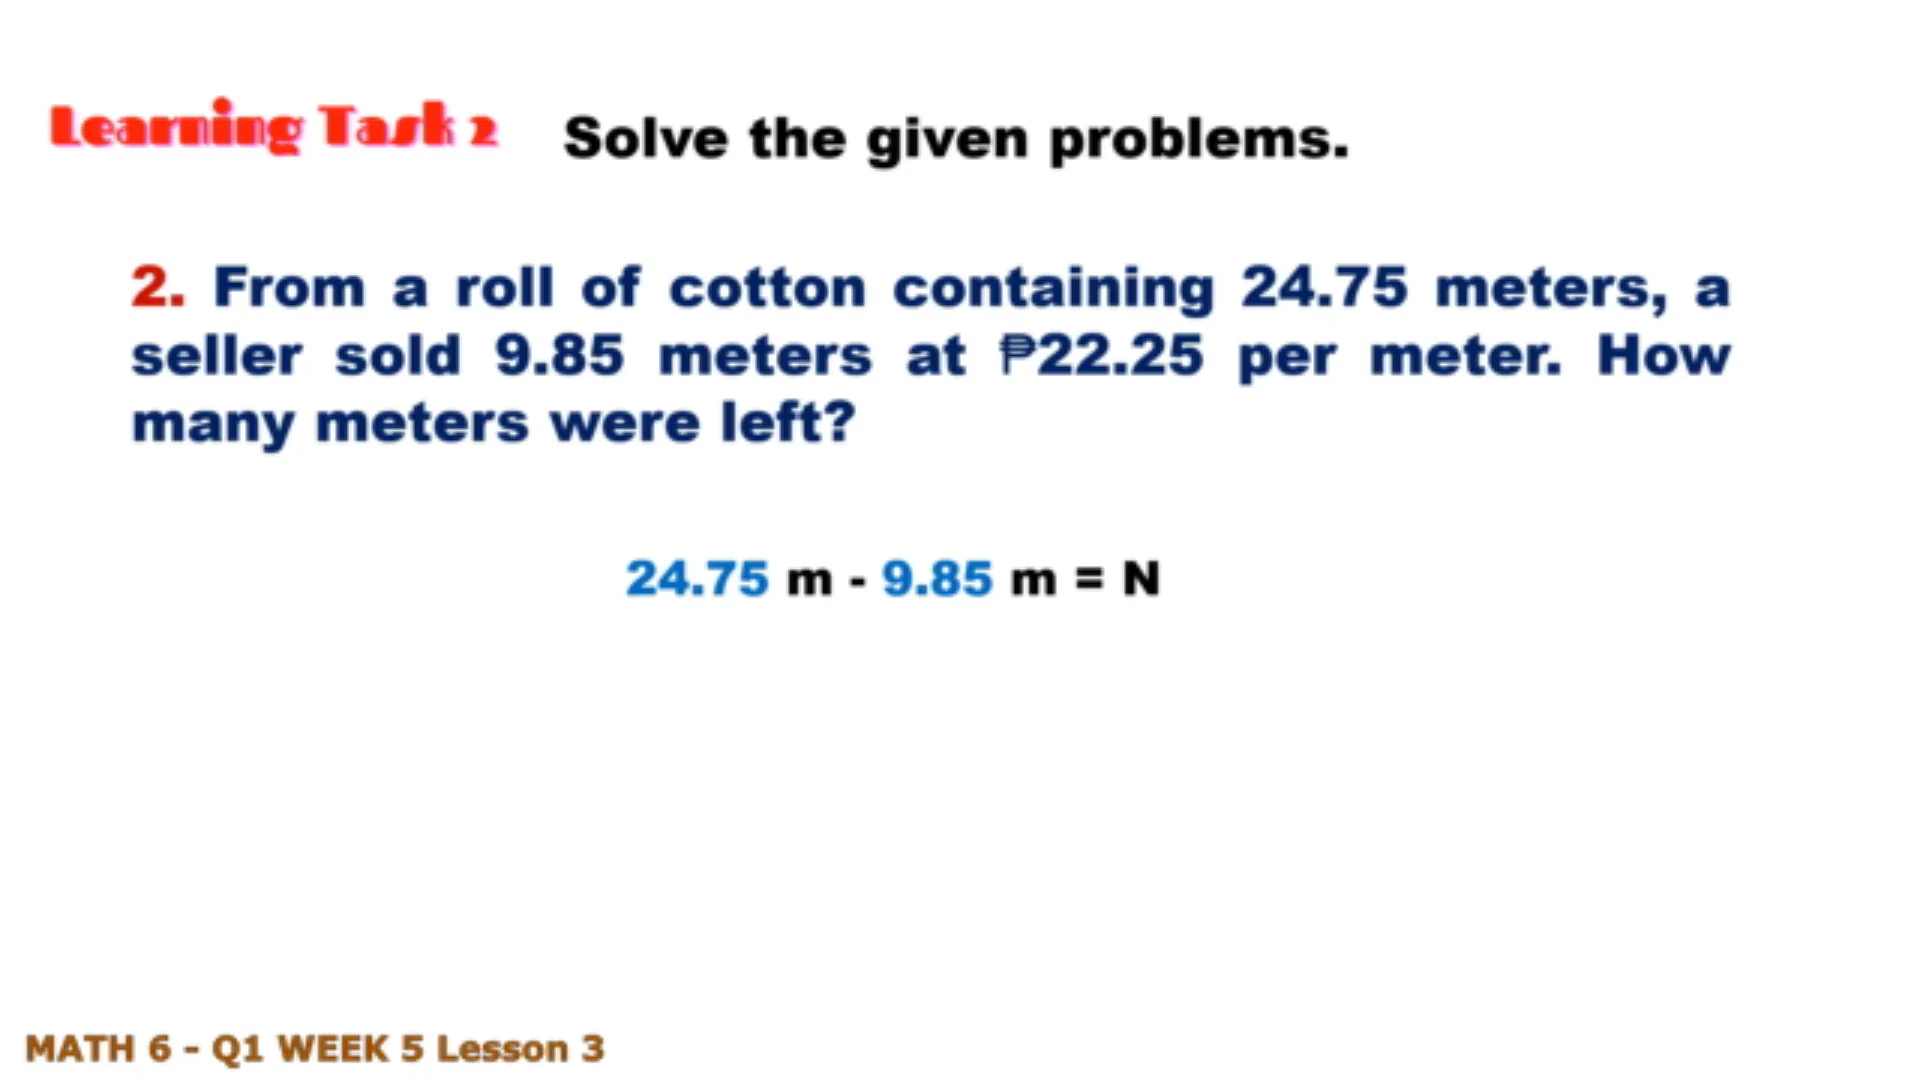 Learning Task 2 Solve the given problems.
2. From a roll of cotton containing 24.75 meters, a
seller sold 9.85 meters at ₱22.25 per meter. How
many meters were left?
24.75 m - 9.85 m = N
MATH 6 - Q1 WEEK 5 Lesson 3